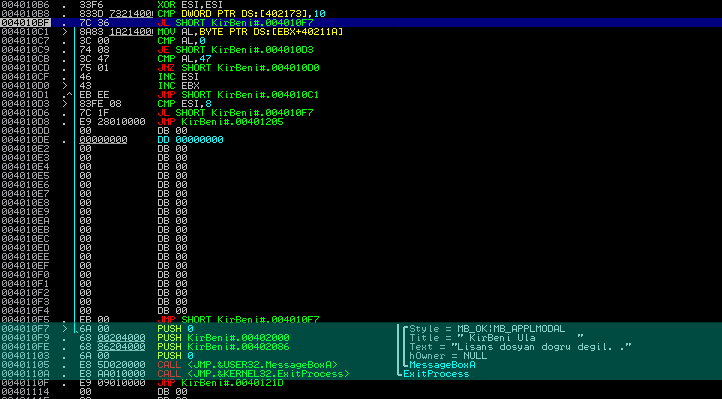 004010B6 . 33F6 XOR ESI,ESI
004010B8 . 833D 73214000 CMP DWORD PTR DS:[402173],10
004010BF . 7C 36 JL SHORT KirBeni#.004010F7
004010C1 > 8A83 1A214000 MOV AL,BYTE PTR DS:[EBX+40211A]
004010C7 . 3C 00 CMP AL,0
004010C9 . 74 08 JE SHORT KirBeni#.004010D3
004010CB . 3C 47 CMP AL,47
004010CD . 75 01 JNZ SHORT KirBeni#.004010D0
004010CF . 46 INC ESI
004010D0 > 43 INC EBX
004010D1 .^ EB EE JMP SHORT KirBeni#.004010C1
004010D3 > 83FE 08 CMP ESI,8
004010D6 . 7C 1F JL SHORT KirBeni#.004010F7
004010D8 . E9 28010000 JMP KirBeni#.00401205
004010DD 00 DB 00
004010DE . 00000000 DD 00000000
004010E2 00 DB 00
004010E3 00 DB 00
004010E4 00 DB 00
004010E5 00 DB 00
004010E6 00 DB 00
004010E7 00 DB 00
004010E8 00 DB 00
004010E9 00 DB 00
004010EA 00 DB 00
004010EB 00 DB 00
004010EC 00 DB 00
004010ED 00 DB 00
004010EE 00 DB 00
004010EF 00 DB 00
004010F0 00 DB 00
004010F1 00 DB 00
004010F2 00 DB 00
004010F3 00 DB 00
004010F4 00 DB 00
004010F5 . EB 00 JMP SHORT KirBeni#.004010F7
004010F7 > 6A 00 PUSH 0 Style = MB_OK|MB_APPLMODAL
004010F9 . 68 00204000 PUSH KirBeni#.00402000 Title = " KirBeni Ula "
004010FE . 68 86204000 PUSH KirBeni#.00402086 Text = "Lisans dosyan dogru degil. ."
00401103 . 6A 00 PUSH 0 hOwner = NULL
00401105 . E8 5D020000 CALL <JMP.&USER32.MessageBoxA> MessageBoxA
0040110A . E8 AA010000 CALL <JMP.&KERNEL32.ExitProcess> ExitProcess
0040110F . E9 09010000 JMP KirBeni#.0040121D
00401114 00 DB 00